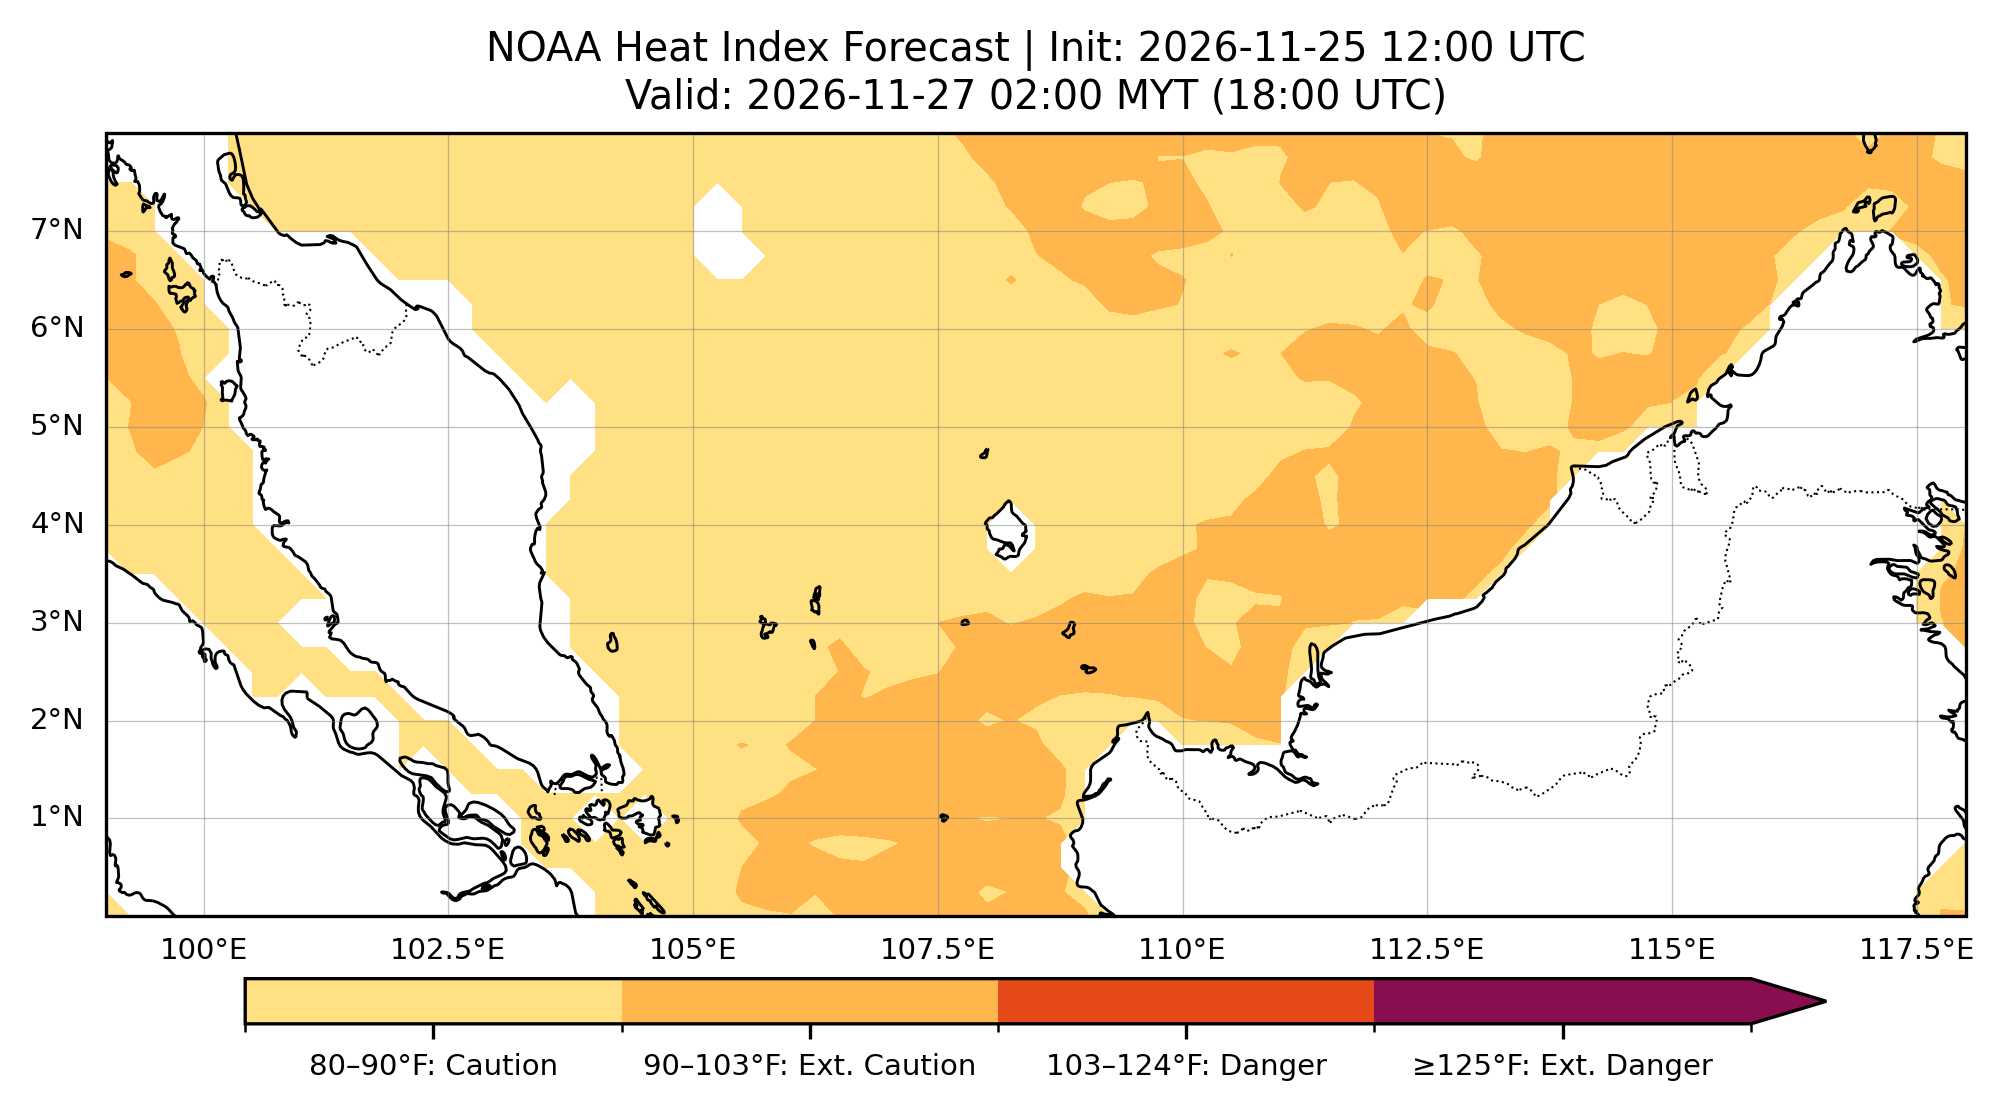 NOAA Heat Index Forecast | Init: 2026-11-25 12:00 UTC
Valid: 2026-11-27 02:00 MYT (18:00 UTC)
7°N
6°N
5°N
4°N
3°N
2°N
1°N
100°E 102.5°E 105°E 107.5°E 110°E 112.5°E 115°E 117.5°E
80–90°F: Caution 90–103°F: Ext. Caution 103–124°F: Danger ≥125°F: Ext. Danger